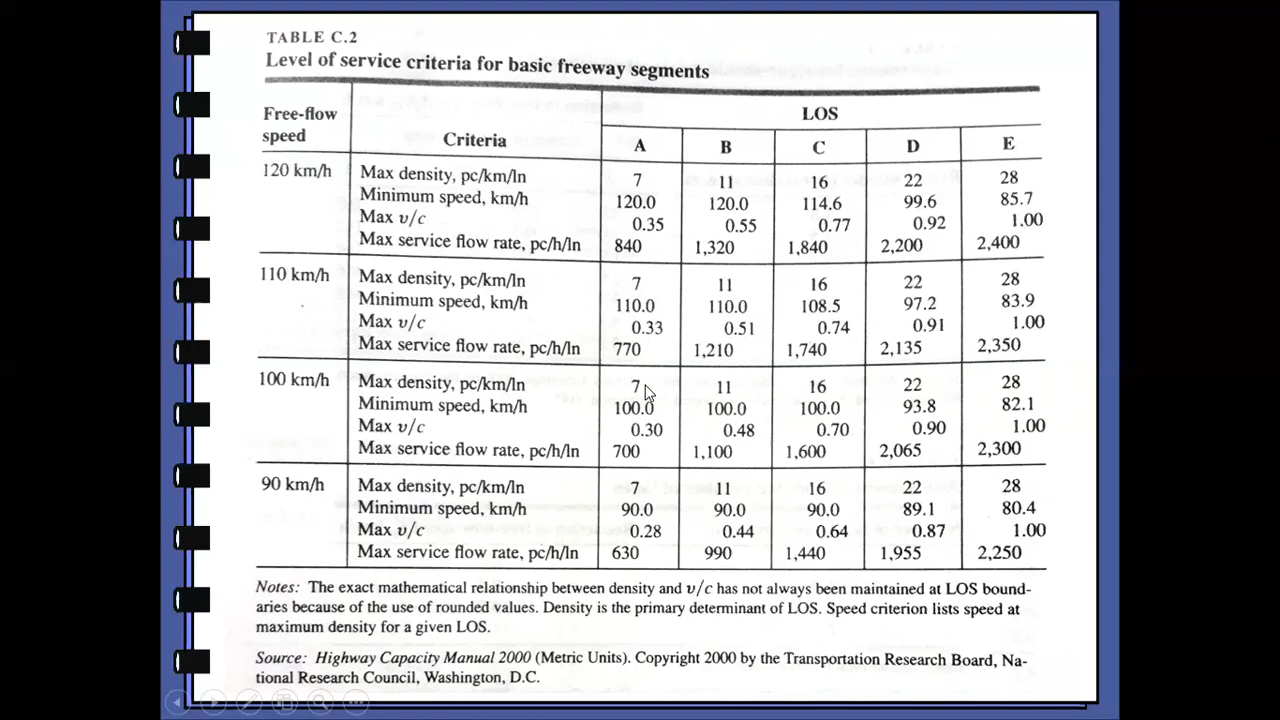 TABLE C.2
Level of service criteria for basic freeway segments
Free-flow speed Criteria LOS
A B C D E
120 km/h Max density, pc/km/ln 7 11 16 22 28
Minimum speed, km/h 120.0 120.0 114.6 99.6 85.7
Max v/c 0.35 0.55 0.77 0.92 1.00
Max service flow rate, pc/h/ln 840 1,320 1,840 2,200 2,400
110 km/h Max density, pc/km/ln 7 11 16 22 28
Minimum speed, km/h 110.0 110.0 108.5 97.2 83.9
Max v/c 0.33 0.51 0.74 0.91 1.00
Max service flow rate, pc/h/ln 770 1,210 1,740 2,135 2,350
100 km/h Max density, pc/km/ln 7 11 16 22 28
Minimum speed, km/h 100.0 100.0 100.0 93.8 82.1
Max v/c 0.30 0.48 0.70 0.90 1.00
Max service flow rate, pc/h/ln 700 1,100 1,600 2,065 2,300
90 km/h Max density, pc/km/ln 7 11 16 22 28
Minimum speed, km/h 90.0 90.0 90.0 89.1 80.4
Max v/c 0.28 0.44 0.64 0.87 1.00
Max service flow rate, pc/h/ln 630 990 1,440 1,955 2,250
Notes: The exact mathematical relationship between density and v/c has not always been maintained at LOS bound-
aries because of the use of rounded values. Density is the primary determinant of LOS. Speed criterion lists speed at
maximum density for a given LOS.
Source: Highway Capacity Manual 2000 (Metric Units). Copyright 2000 by the Transportation Research Board, Na-
tional Research Council, Washington, D.C.